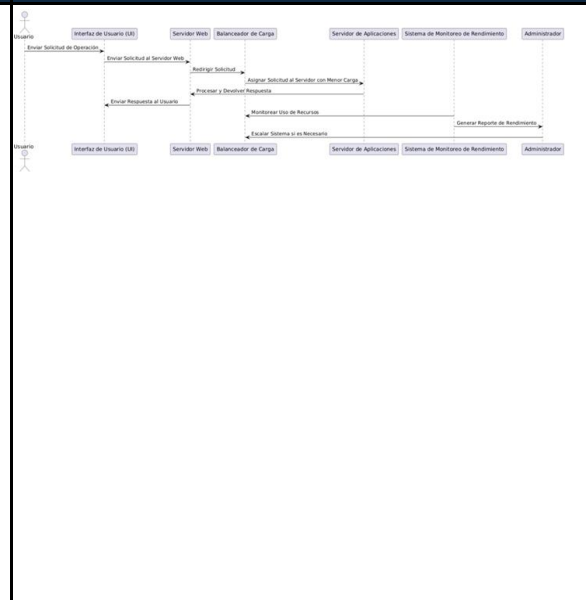 Usuario
Interfaz de Usuario (UI)
Servidor Web
Balanceador de Carga
Servidor de Aplicaciones
Sistema de Monitoreo de Rendimiento
Administrador
Enviar Solicitud de Operación
Enviar Solicitud al Servidor Web
Redirigir Solicitud
Asignar Solicitud al Servidor con Menor Carga
Procesar y Devolver Respuesta
Enviar Respuesta al Usuario
Monitorear Uso de Recursos
Generar Reporte de Rendimiento
Escalar Sistema si es Necesario
Usuario
Interfaz de Usuario (UI)
Servidor Web
Balanceador de Carga
Servidor de Aplicaciones
Sistema de Monitoreo de Rendimiento
Administrador